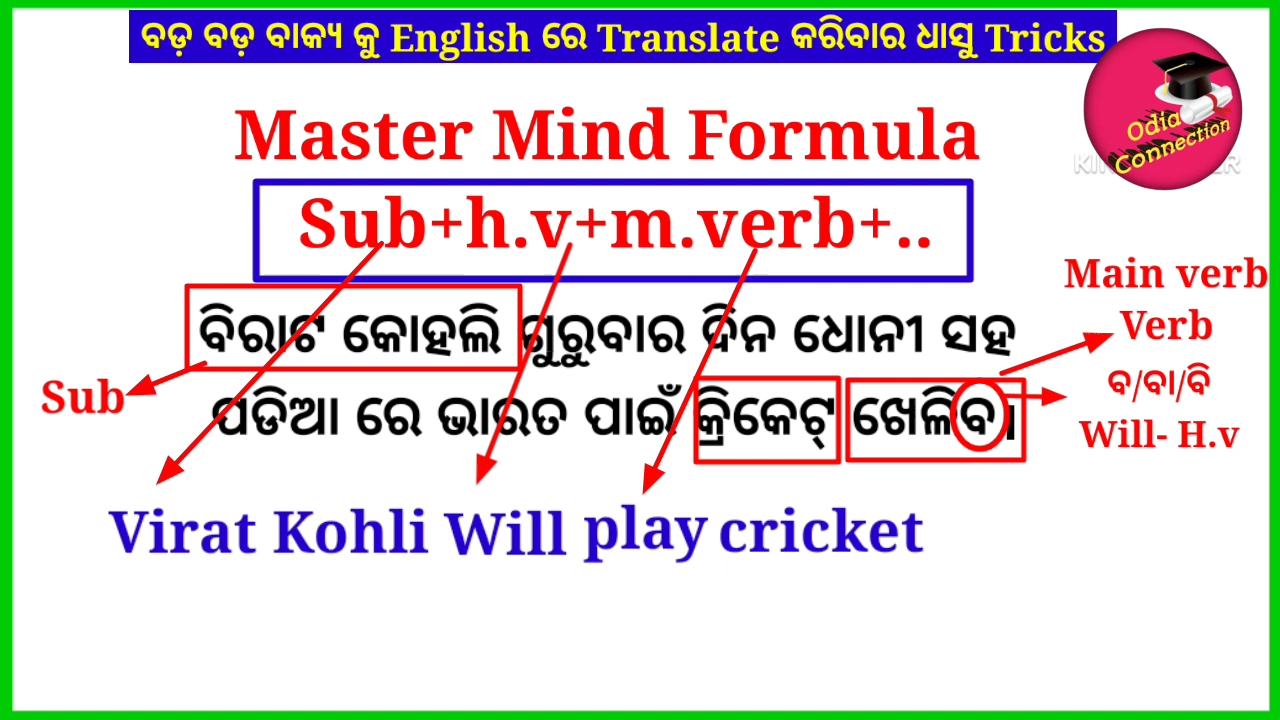 ବଡ଼ ବଡ଼ ବାକ୍ୟ କୁ English ରେ Translate କରିବାର ଧାସୁ Tricks
Odia
Connection
Master Mind Formula
Sub+h.v+m.verb+..
Main verb
Verb
ବିରାଟ କୋହଲି ଗୁରୁବାର ଦିନ ଧୋନୀ ସହ
ବ/ବା/ବି
Sub
ପଡିଆ ରେ ଭାରତ ପାଇଁ କ୍ରିକେଟ୍ ଖେଳିବ।
Will- H.v
Virat Kohli Will play cricket